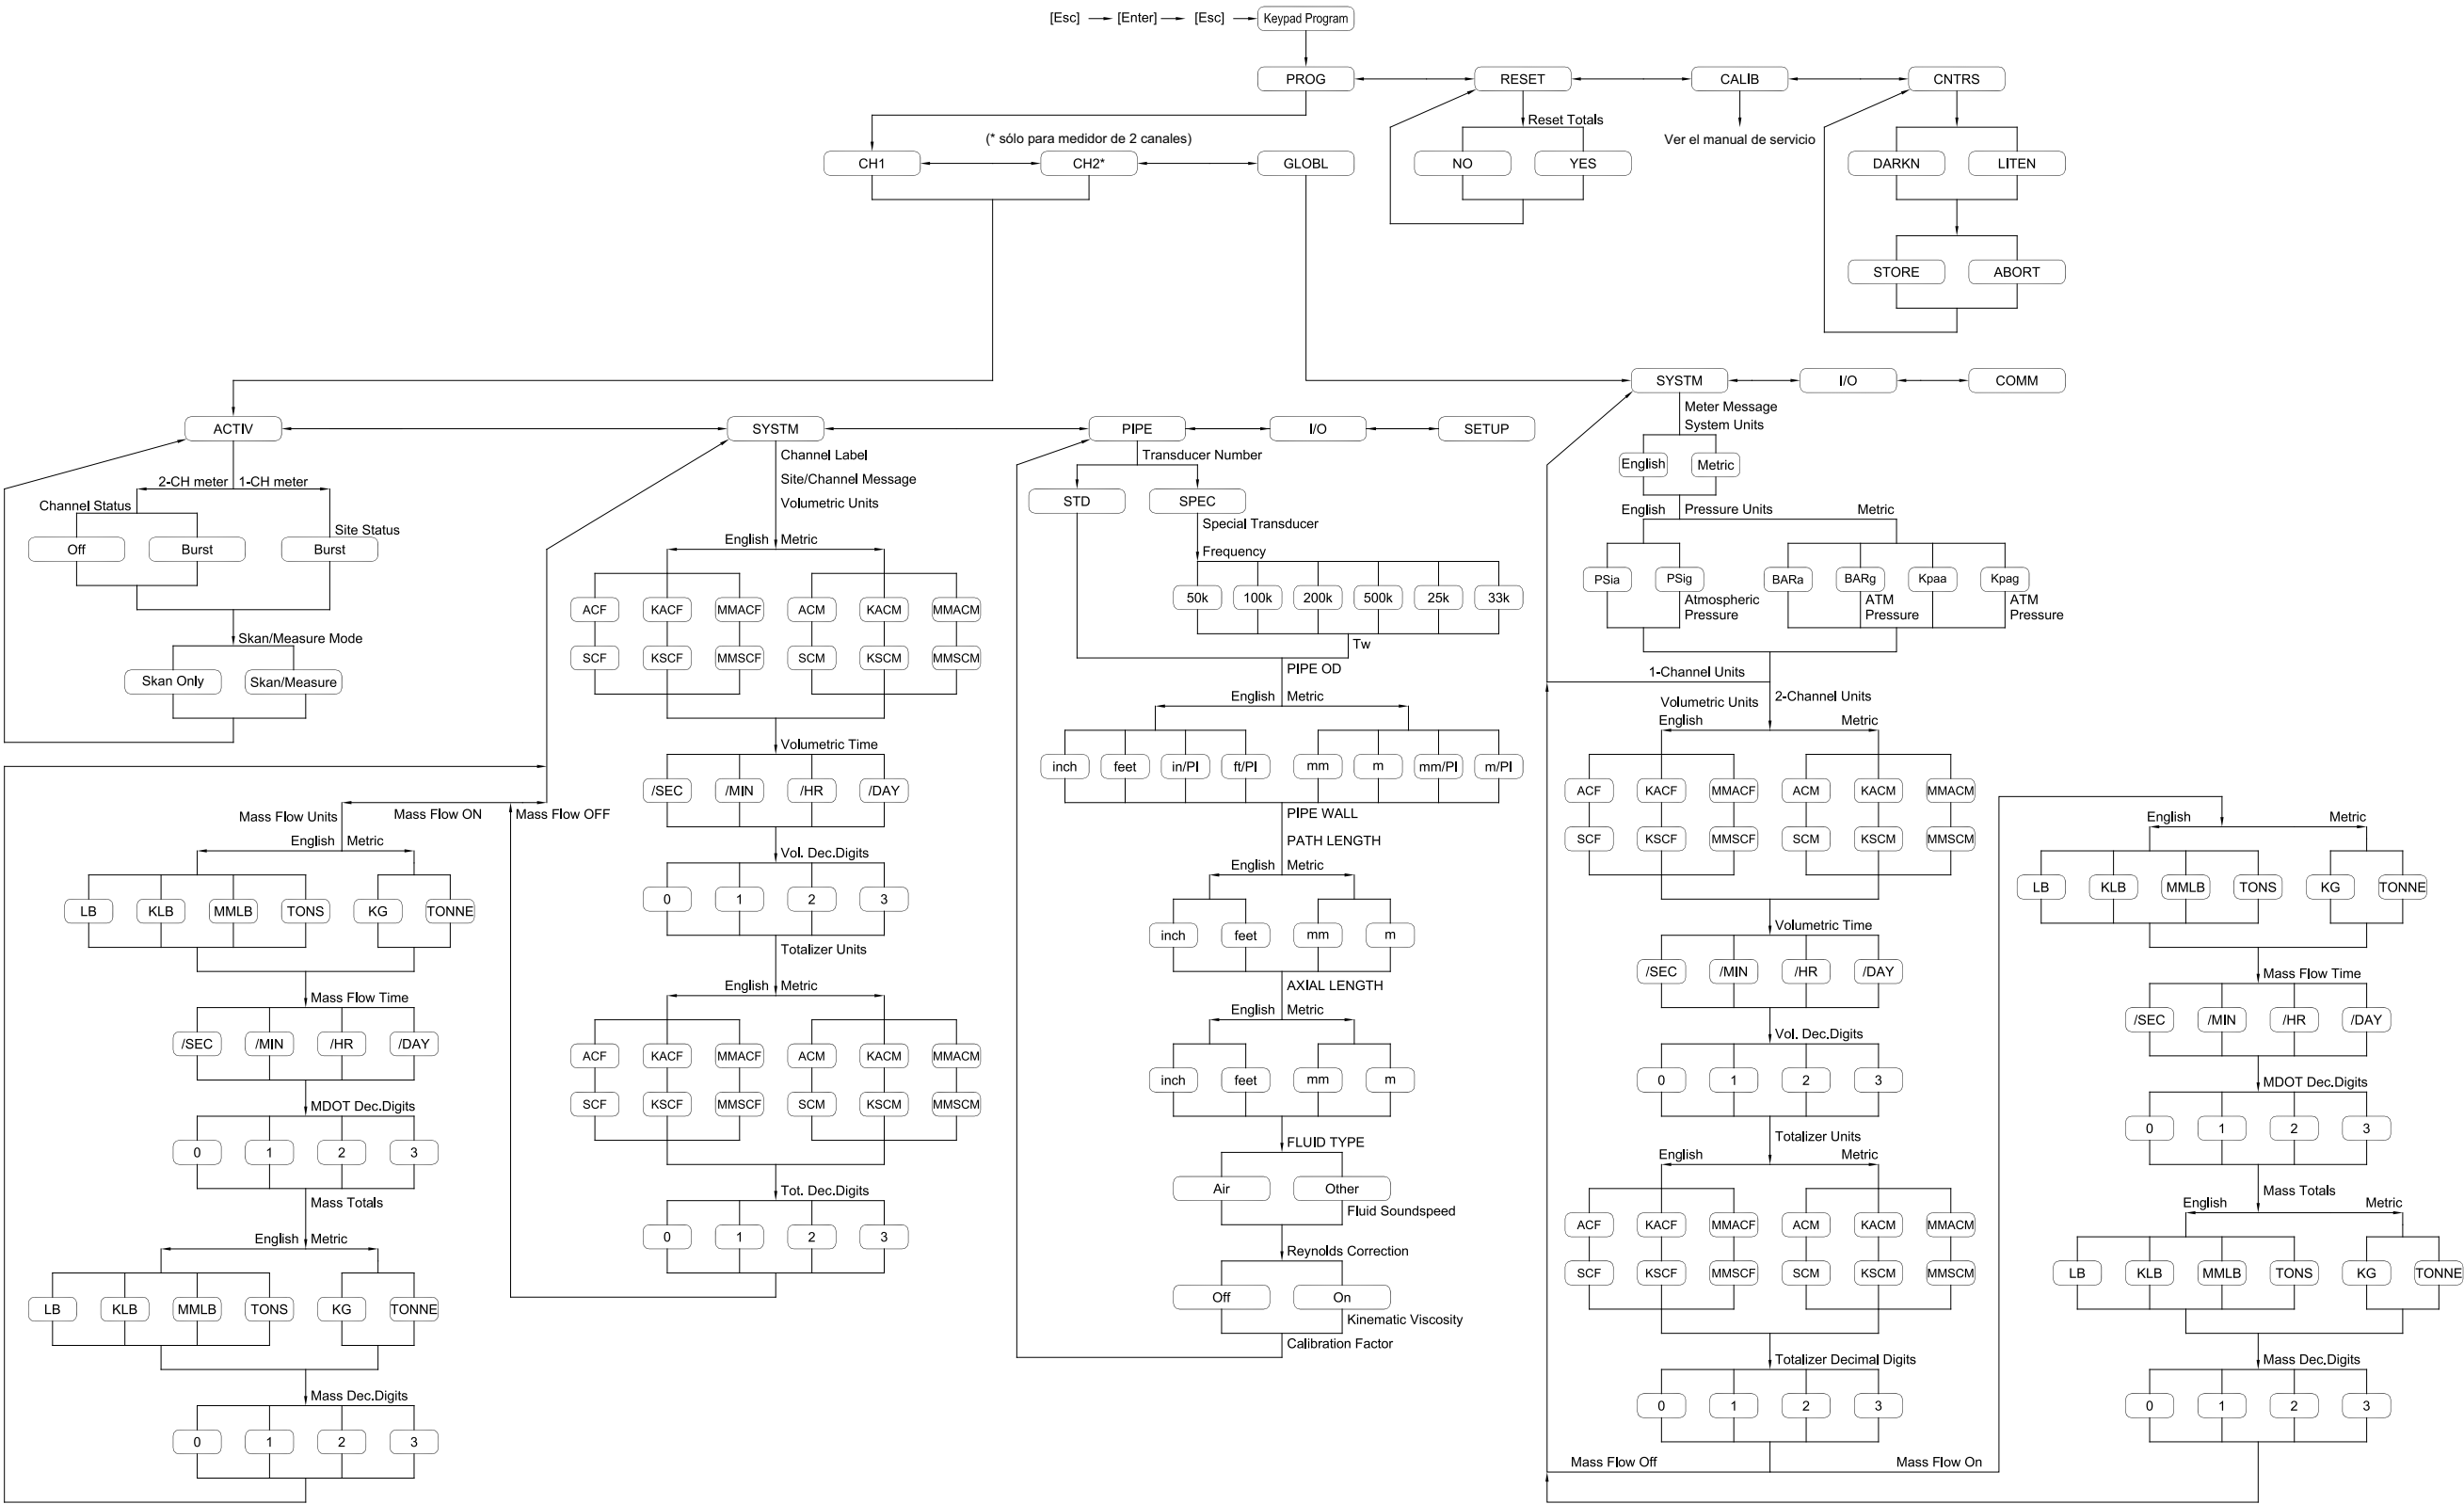 [Esc] [Enter] [Esc] Keypad Program
PROG RESET CALIB CNTRS
Reset Totals
Ver el manual de servicio
(* sólo para medidor de 2 canales)
CH1 CH2* GLOBL
NO YES
DARKN LITEN
STORE ABORT
ACTIV SYSTM PIPE I/O SETUP
2-CH meter 1-CH meter
Channel Status
Site Status
Off Burst Burst
Skan/Measure Mode
Skan Only Skan/Measure
Channel Label
Site/Channel Message
Volumetric Units
English Metric
ACF KACF MMACF ACM KACM MMACM
SCF KSCF MMSCF SCM KSCM MMSCM
Volumetric Time
/SEC /MIN /HR /DAY
Vol. Dec.Digits
0 1 2 3
Totalizer Units
English Metric
ACF KACF MMACF ACM KACM MMACM
SCF KSCF MMSCF SCM KSCM MMSCM
Tot. Dec.Digits
0 1 2 3
Mass Flow ON Mass Flow OFF
Mass Flow Units
English Metric
LB KLB MMLB TONS KG TONNE
Mass Flow Time
/SEC /MIN /HR /DAY
MDOT Dec.Digits
0 1 2 3
Mass Totals
English Metric
LB KLB MMLB TONS KG TONNE
Mass Dec.Digits
0 1 2 3
Transducer Number
STD SPEC
Special Transducer
Frequency
50k 100k 200k 500k 25k 33k
Tw
PIPE OD
English Metric
inch feet in/PI ft/PI mm m mm/PI m/PI
PIPE WALL
PATH LENGTH
English Metric
inch feet mm m
AXIAL LENGTH
English Metric
inch feet mm m
FLUID TYPE
Air Other
Fluid Soundspeed
Reynolds Correction
Off On
Kinematic Viscosity
Calibration Factor
SYSTM I/O COMM
Meter Message
System Units
English Metric
English Pressure Units Metric
PSia PSig BARa BARg Kpaa Kpag
Atmospheric
Pressure
ATM
Pressure
ATM
Pressure
1-Channel Units
2-Channel Units
Volumetric Units
English Metric
ACF KACF MMACF ACM KACM MMACM
SCF KSCF MMSCF SCM KSCM MMSCM
Volumetric Time
/SEC /MIN /HR /DAY
Vol. Dec.Digits
0 1 2 3
Totalizer Units
English Metric
ACF KACF MMACF ACM KACM MMACM
SCF KSCF MMSCF SCM KSCM MMSCM
Totalizer Decimal Digits
0 1 2 3
Mass Flow Off Mass Flow On
English Metric
LB KLB MMLB TONS KG TONNE
Mass Flow Time
/SEC /MIN /HR /DAY
MDOT Dec.Digits
0 1 2 3
Mass Totals
English Metric
LB KLB MMLB TONS KG TONNE
Mass Dec.Digits
0 1 2 3